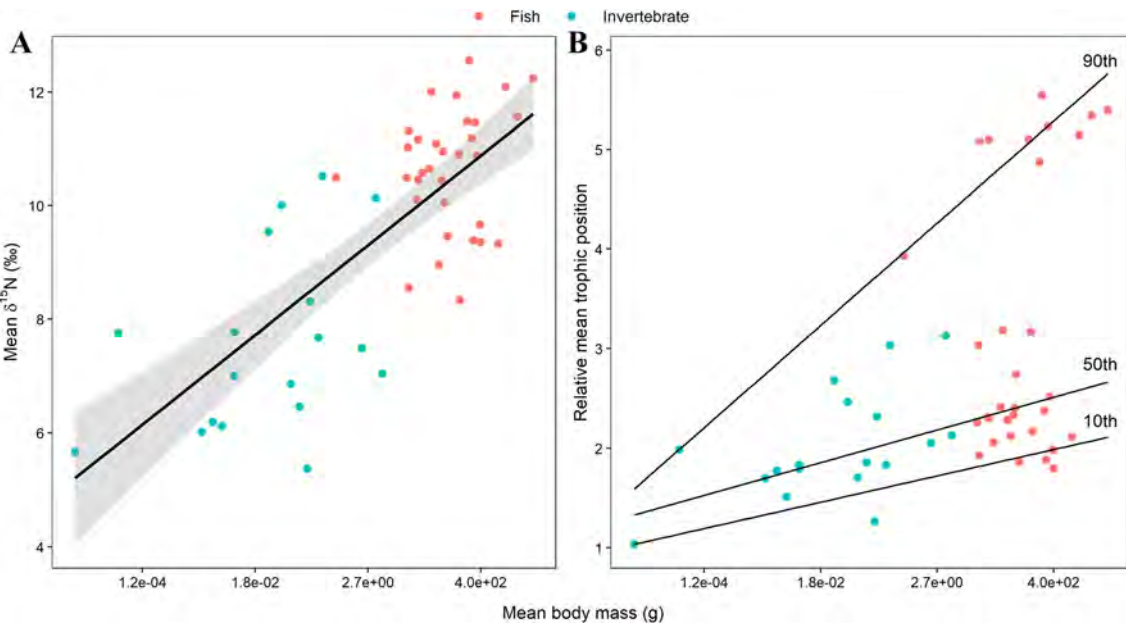 Fish Invertebrate
A
Mean δ¹⁵N (‰)
12
10
8
6
4
1.2e-04 1.8e-02 2.7e+00 4.0e+02
B
Relative mean trophic position
6
5
4
3
2
1
90th
50th
10th
1.2e-04 1.8e-02 2.7e+00 4.0e+02
Mean body mass (g)